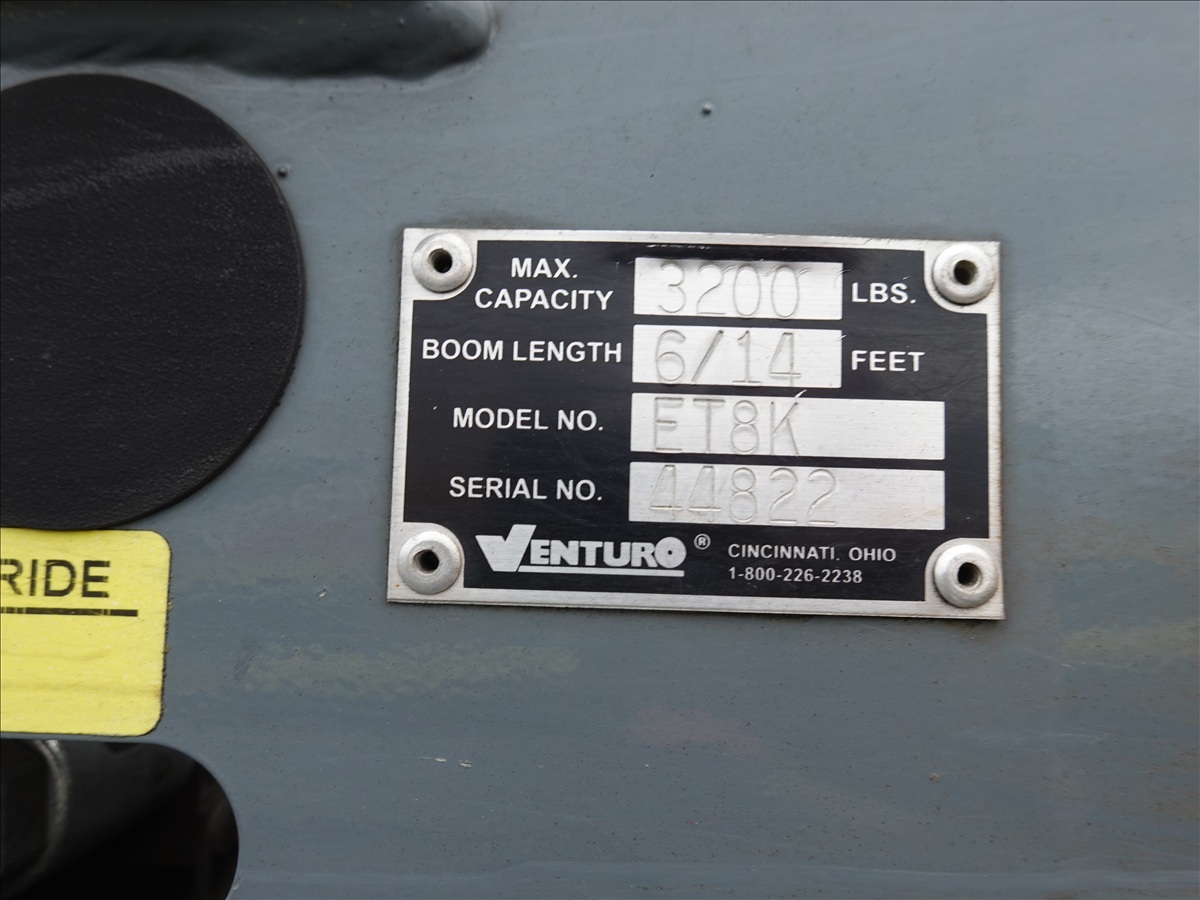 MAX. CAPACITY 3200 LBS.
BOOM LENGTH 6/14 FEET
MODEL NO. ET8K
SERIAL NO. 44822
VENTURO® CINCINNATI, OHIO
1-800-226-2238
RIDE